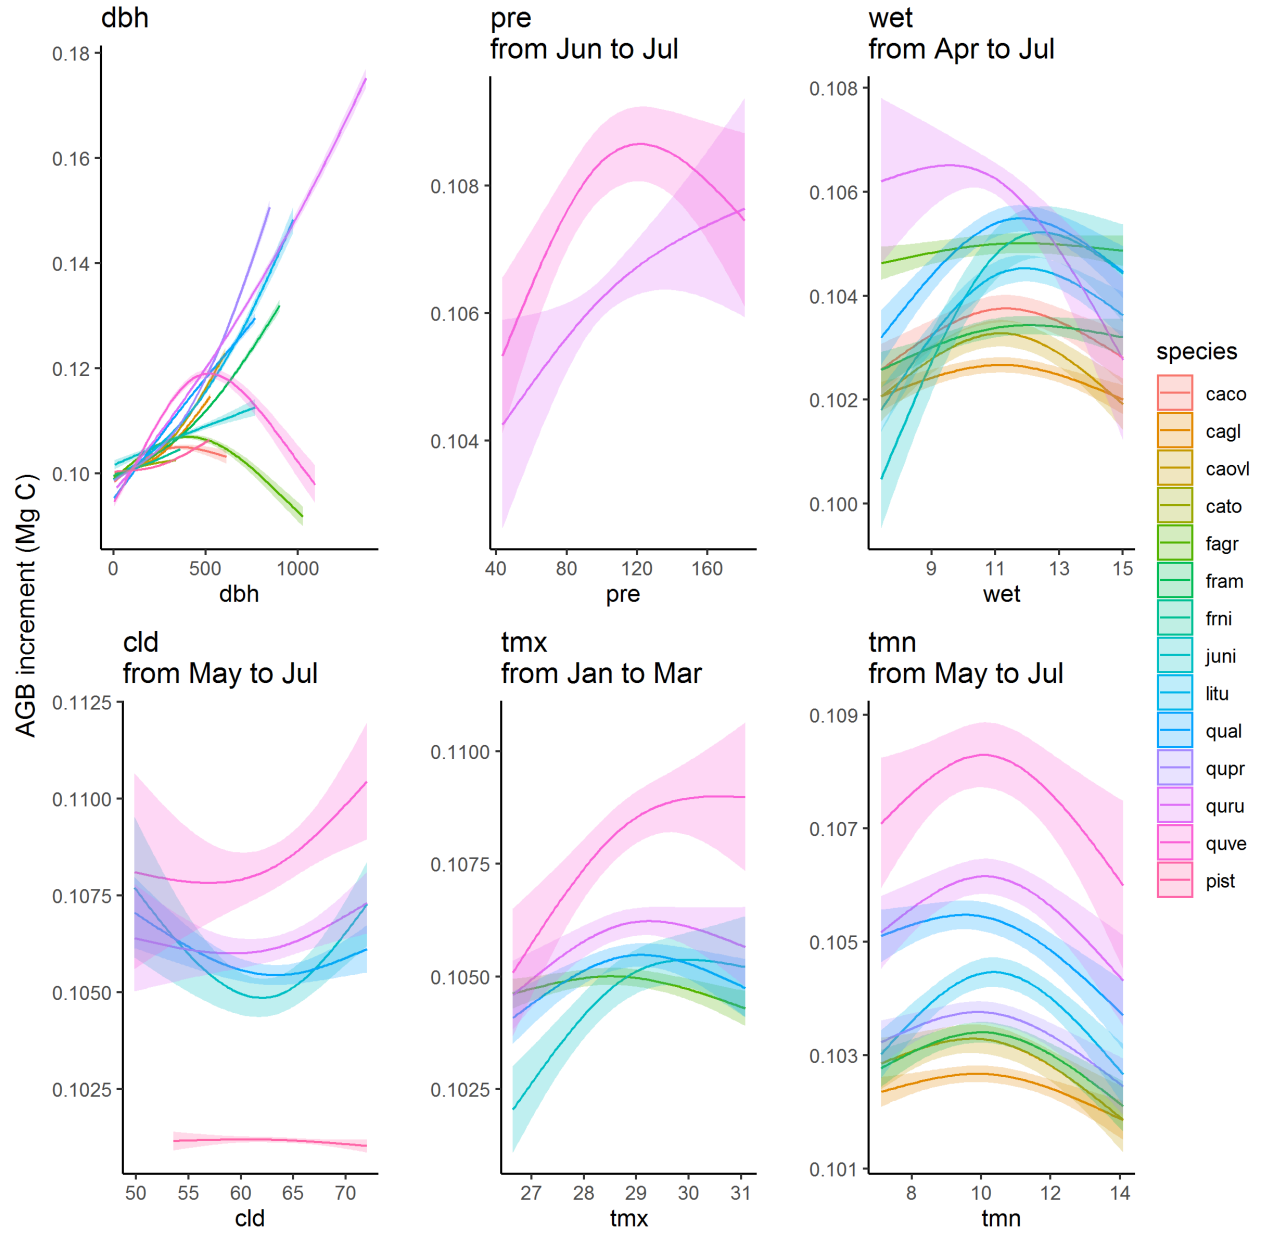 dbh
0.18
0.16
0.14
0.12
0.10
0 500 1000
dbh
pre
from Jun to Jul
0.108
0.106
0.104
40 80 120 160
pre
wet
from Apr to Jul
0.108
0.106
0.104
0.102
0.100
9 11 13 15
wet
AGB increment (Mg C)
cld
from May to Jul
0.1125
0.1100
0.1075
0.1050
0.1025
50 55 60 65 70
cld
tmx
from Jan to Mar
0.1100
0.1075
0.1050
0.1025
27 28 29 30 31
tmx
tmn
from May to Jul
0.109
0.107
0.105
0.103
0.101
8 10 12 14
tmn
species
caco
cagl
caovl
cato
fagr
fram
frni
juni
litu
qual
qupr
quru
quve
pist